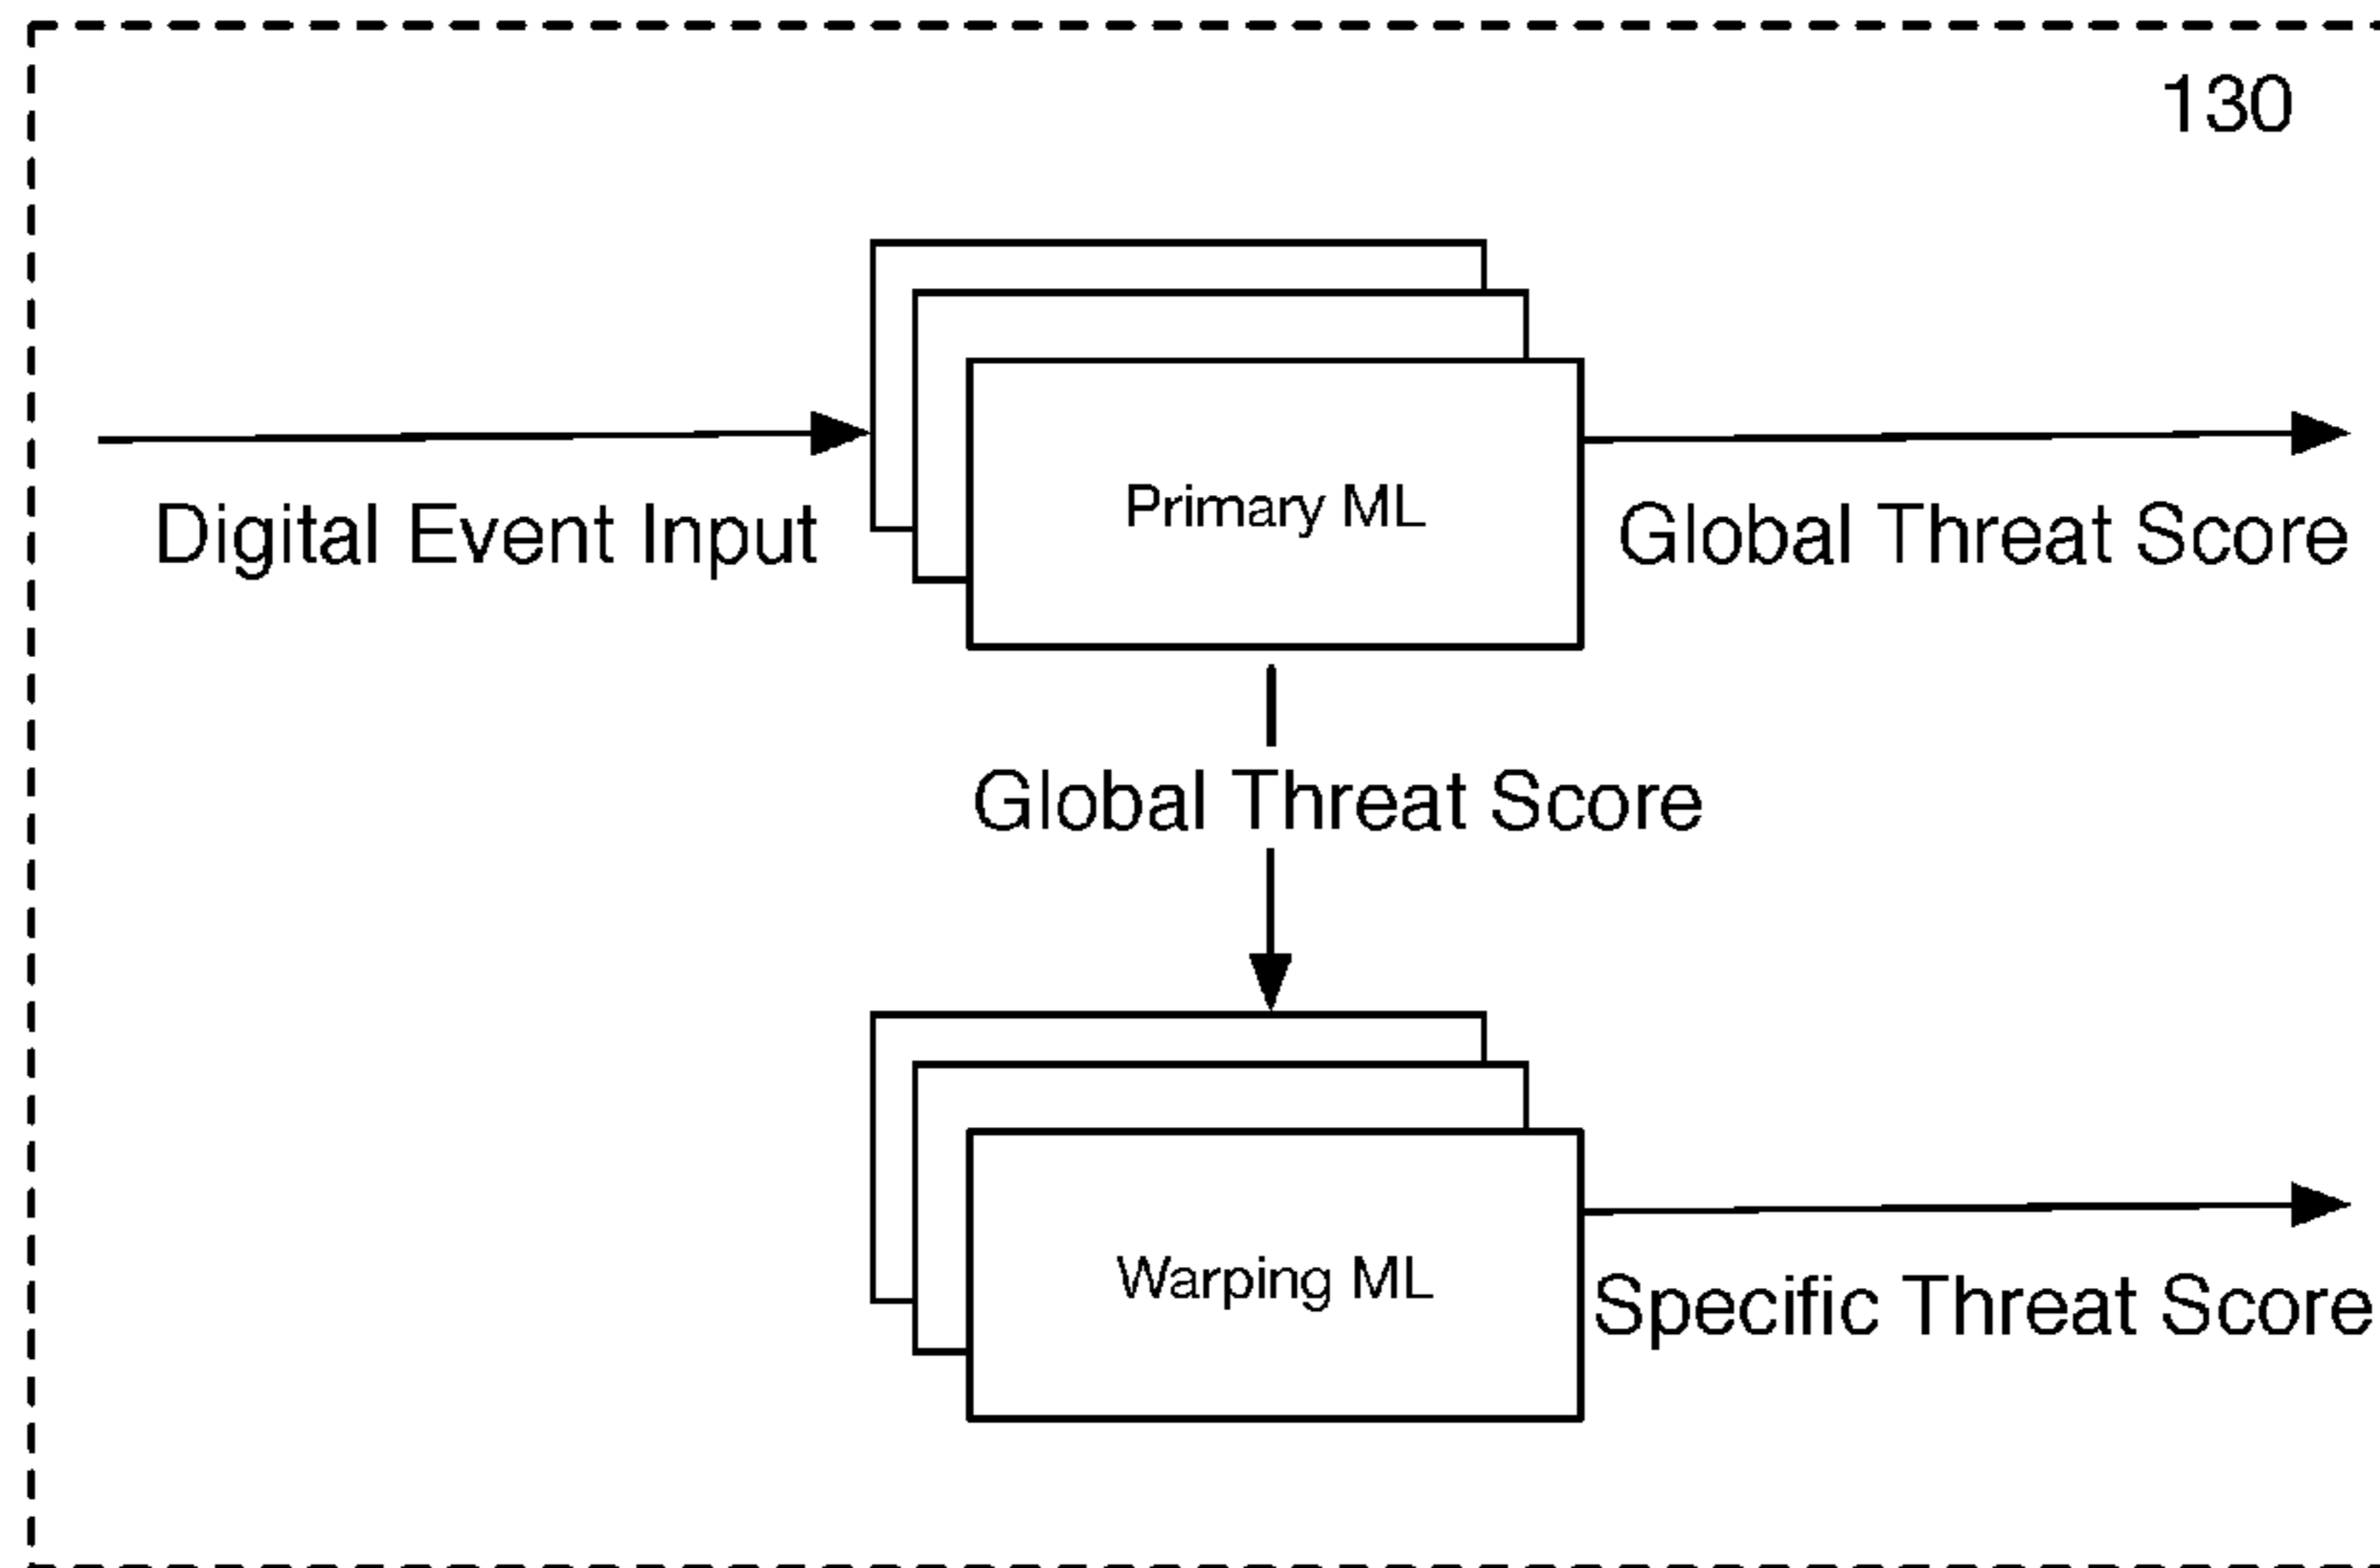 130
Primary ML
Digital Event Input
Global Threat Score
Global Threat Score
Warping ML
Specific Threat Score